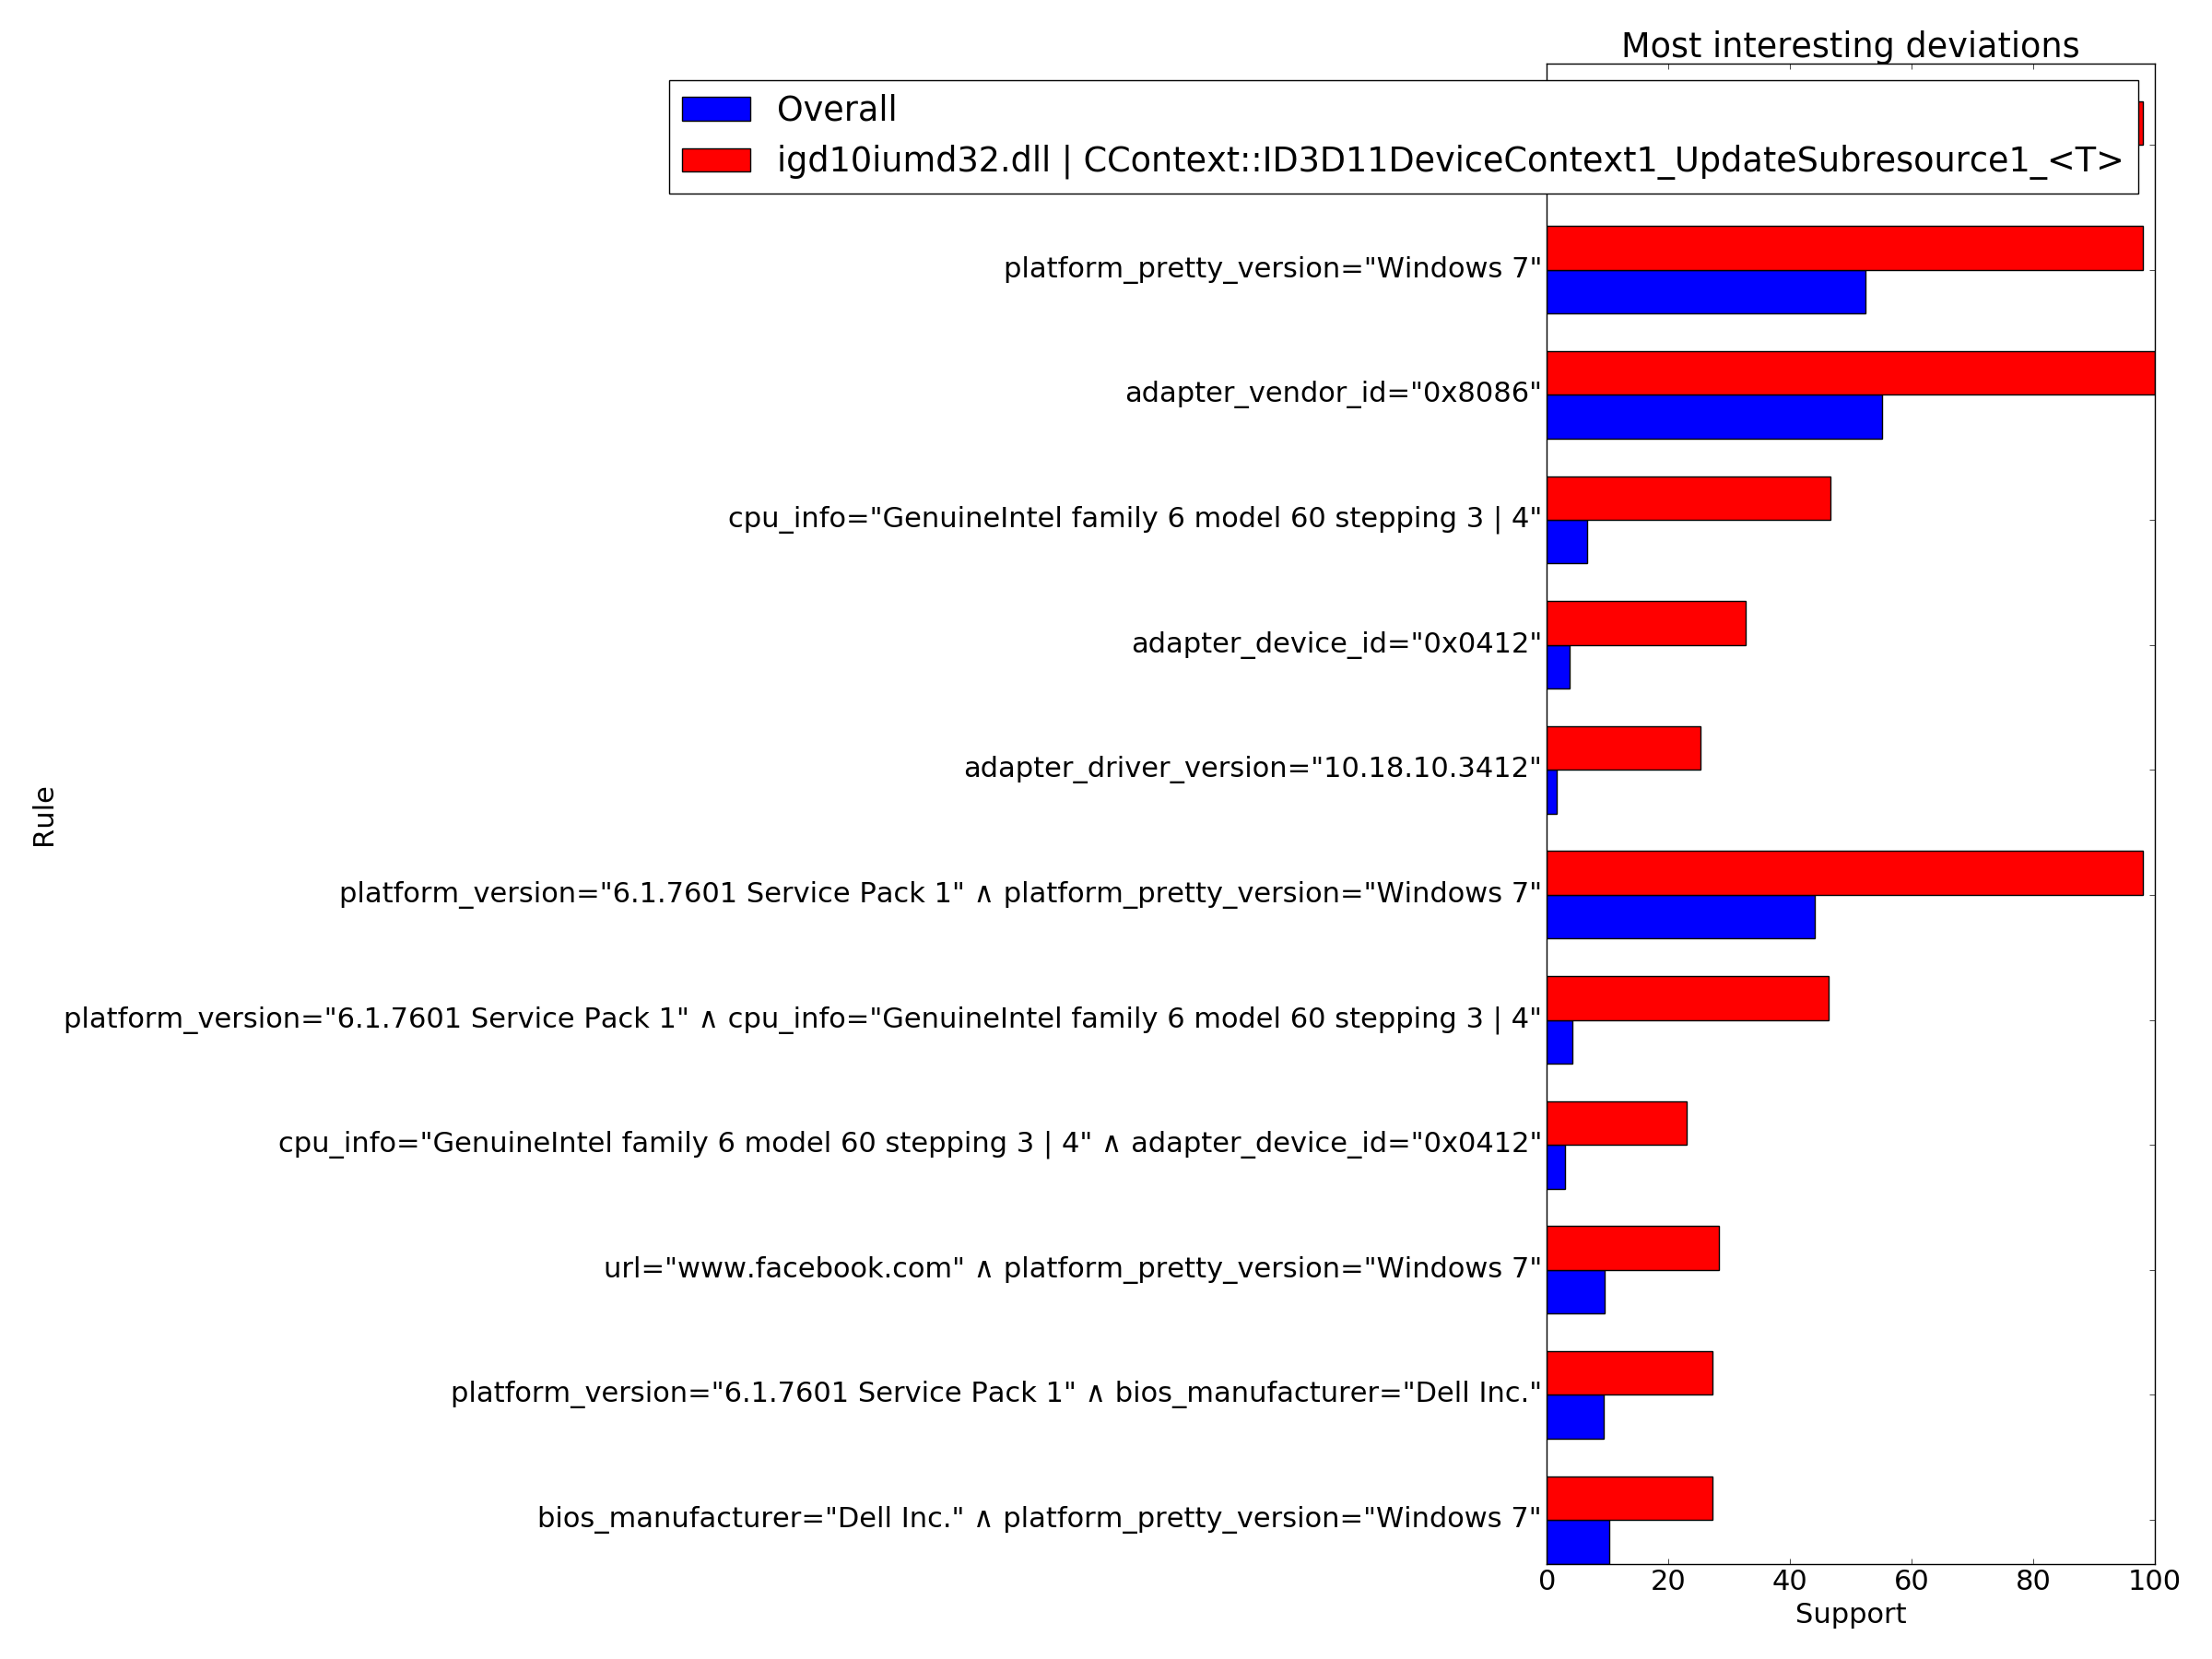 Most interesting deviations
Overall
igd10iumd32.dll | CContext::ID3D11DeviceContext1_UpdateSubresource1_<T>
platform_pretty_version="Windows 7"
adapter_vendor_id="0x8086"
cpu_info="GenuineIntel family 6 model 60 stepping 3 | 4"
adapter_device_id="0x0412"
adapter_driver_version="10.18.10.3412"
Rule
platform_version="6.1.7601 Service Pack 1" ∧ platform_pretty_version="Windows 7"
platform_version="6.1.7601 Service Pack 1" ∧ cpu_info="GenuineIntel family 6 model 60 stepping 3 | 4"
cpu_info="GenuineIntel family 6 model 60 stepping 3 | 4" ∧ adapter_device_id="0x0412"
url="www.facebook.com" ∧ platform_pretty_version="Windows 7"
platform_version="6.1.7601 Service Pack 1" ∧ bios_manufacturer="Dell Inc."
bios_manufacturer="Dell Inc." ∧ platform_pretty_version="Windows 7"
0 20 40 60 80 100
Support